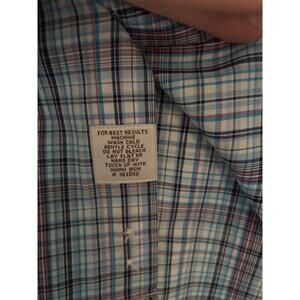 FOR BEST RESULTS
MACHINE
WASH COLD
GENTLE CYCLE
DO NOT BLEACH
LAY FLAT OR
HANG DRY
TOUCH UP WITH
WARM IRON
IF NEEDED